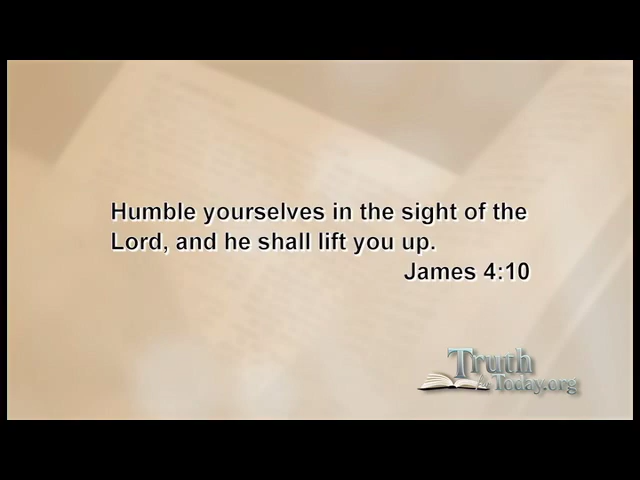 Humble yourselves in the sight of the
Lord, and he shall lift you up.
James 4:10
Truth
for Today.org